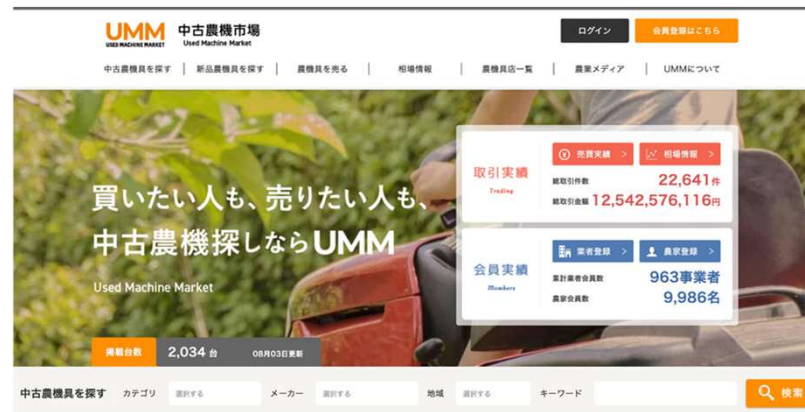 UMM 中古農機市場
USED MACHINE MARKET Used Machine Market
ログイン
会員登録はこちら
中古農機具を探す | 新品農機具を探す | 農機具を売る | 相場情報 | 農機具店一覧 | 農業メディア | UMMについて
買いたい人も、売りたい人も、
中古農機探しならUMM
Used Machine Market
取引実績
Trading
売買実績 >
相場情報 >
総取引件数 22,641件
総取引金額 12,542,576,116円
会員実績
Members
業者登録 >
農家登録 >
累計業者会員数 963事業者
農家会員数 9,986名
掲載台数 2,034 台 08月03日更新
中古農機具を探す カテゴリ 選択する メーカー 選択する 地域 選択する キーワード 検索